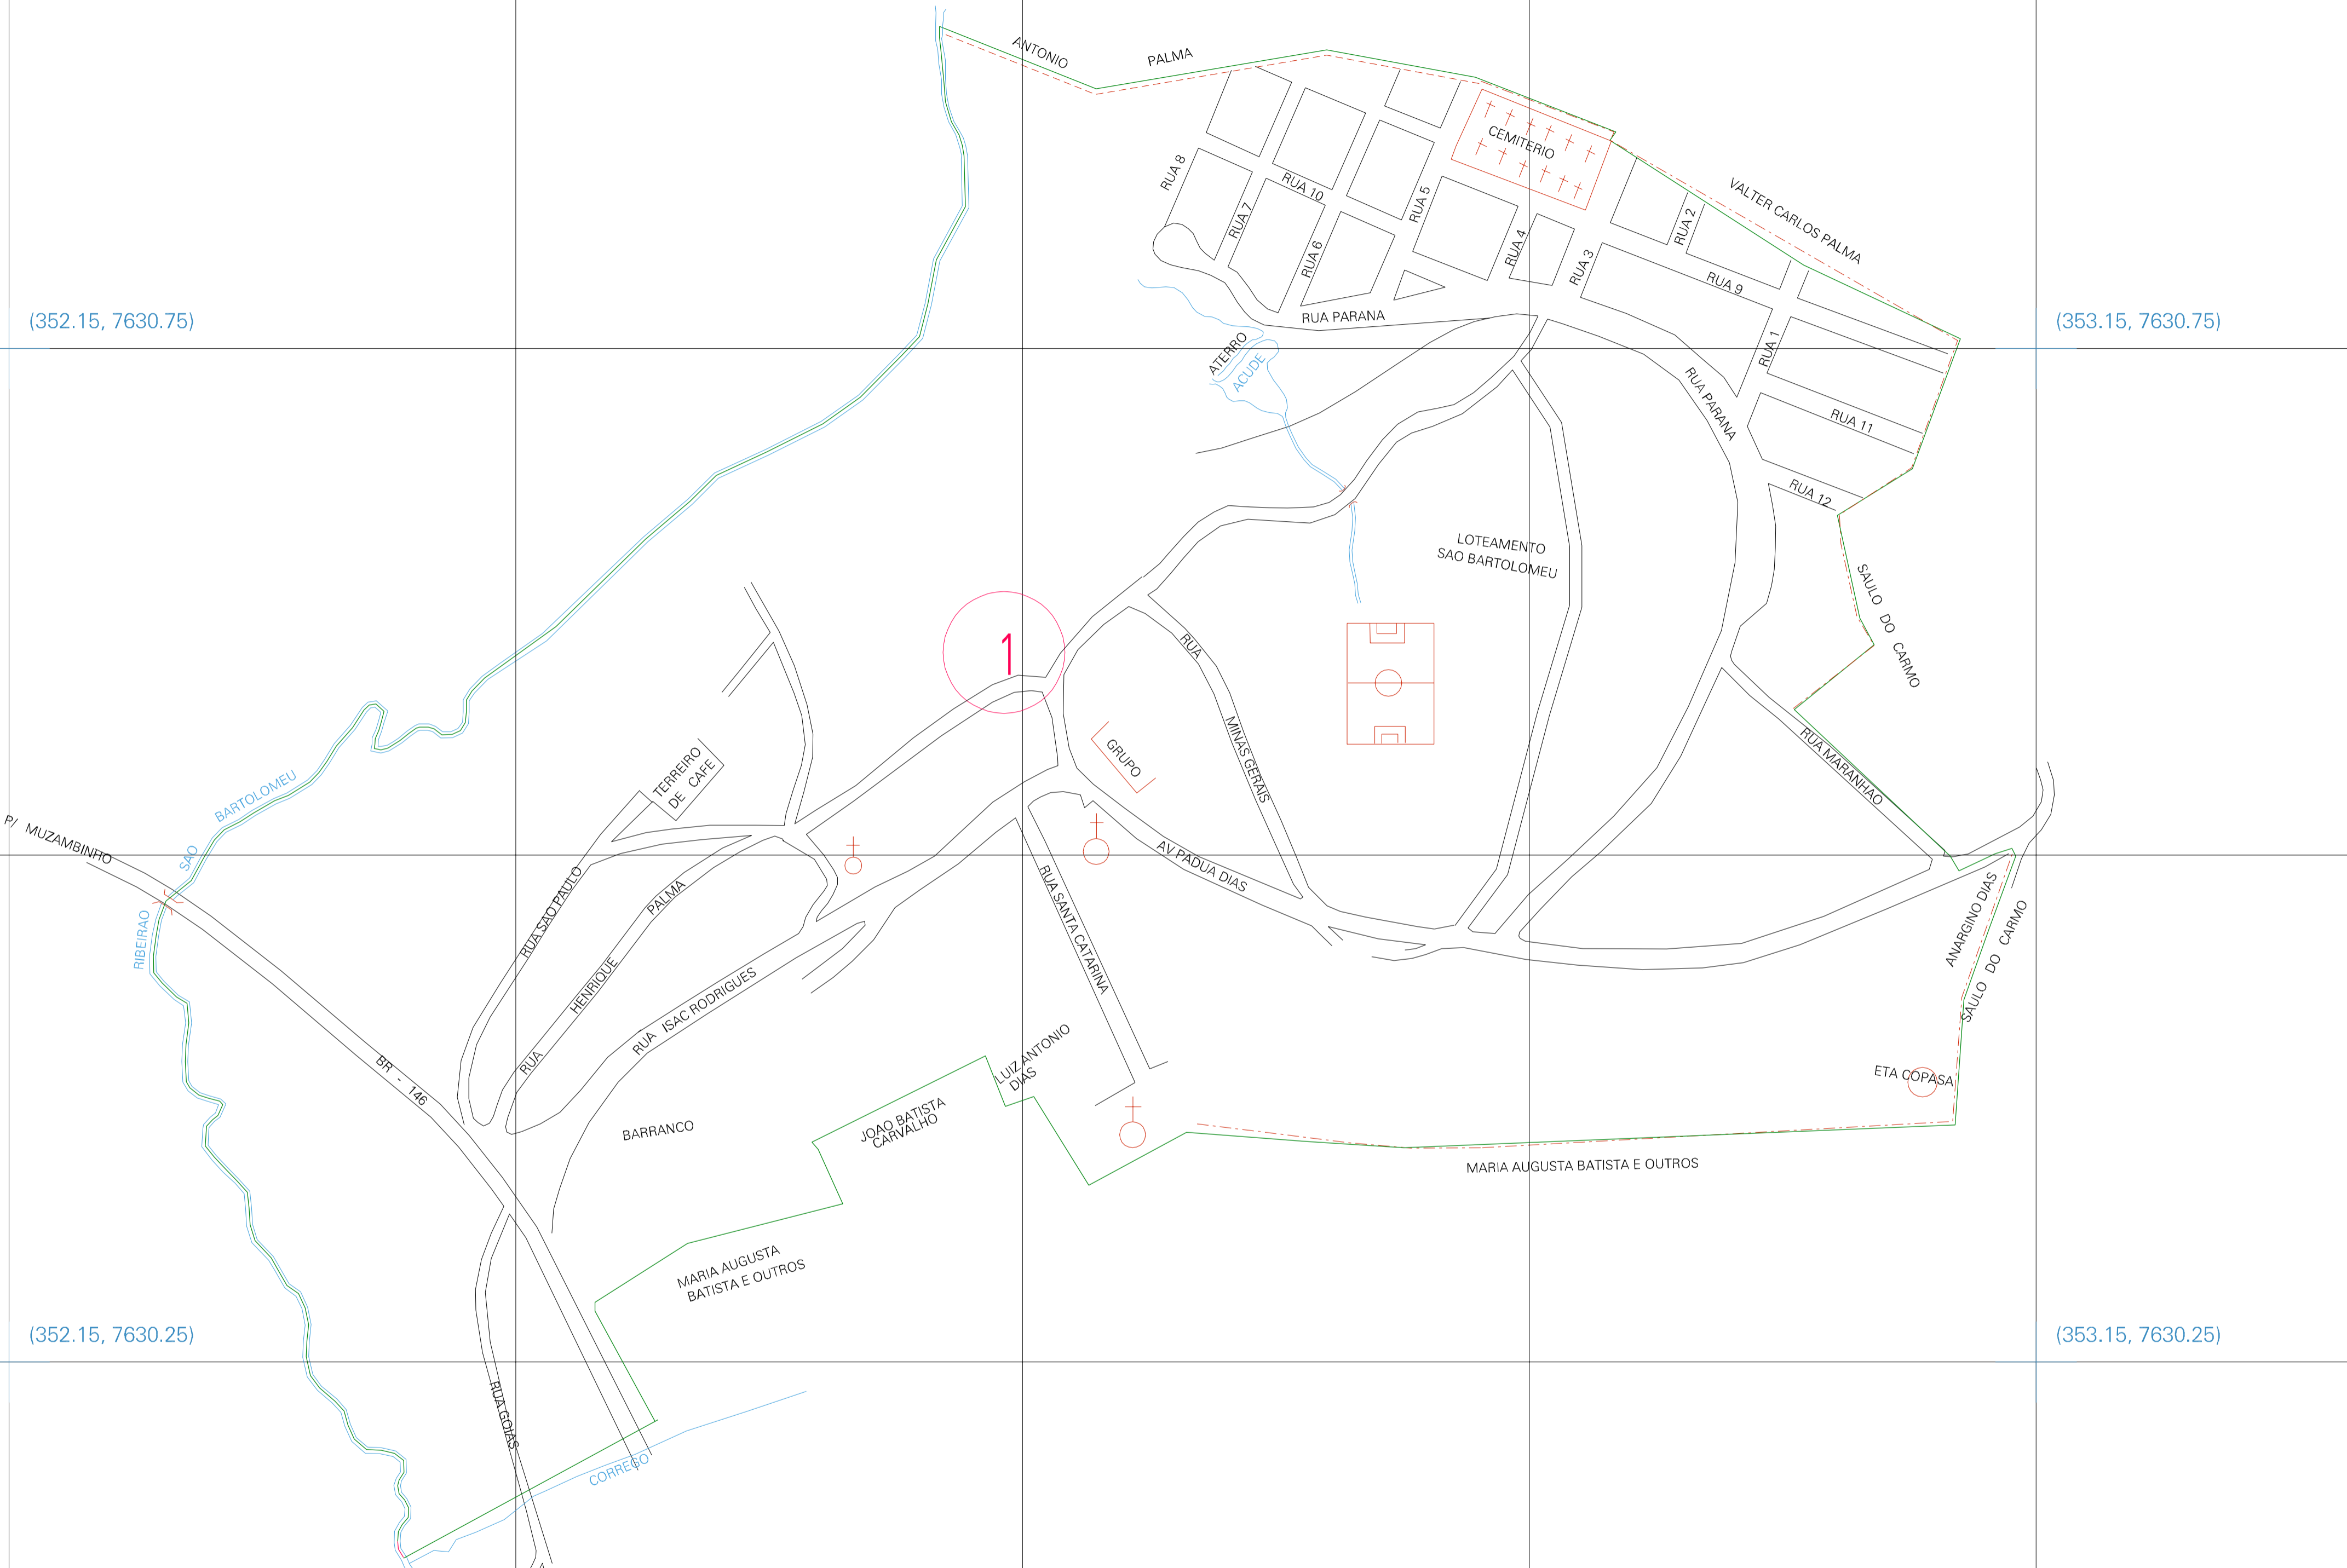 ANTONIO PALMA
CEMITERIO
RUA 8
RUA 10
RUA 7
RUA 6
RUA 5
RUA 4
RUA 3
RUA 2
VALTER CARLOS PALMA
RUA 9
(352.15, 7630.75)
RUA PARANA
(353.15, 7630.75)
ATERRO
ACUDE
RUA 1
RUA PARANA
RUA 11
RUA 12
LOTEAMENTO
SAO BARTOLOMEU
SAULO DO CARMO
1
RUA MINAS GERAIS
GRUPO
TERREIRO
DE CAFE
RUA MARANHAO
P/ MUZAMBINHO
RIBEIRAO SAO BARTOLOMEU
AV PADUA DIAS
RUA SAO PAULO
RUA HENRIQUE PALMA
RUA SANTA CATARINA
RUA ISAC RODRIGUES
ANARGINO DIAS
SAULO DO CARMO
BR - 146
LUIZ ANTONIO
DIAS
ETA COPASA
BARRANCO
JOAO BATISTA
CARVALHO
MARIA AUGUSTA BATISTA E OUTROS
MARIA AUGUSTA
BATISTA E OUTROS
(352.15, 7630.25)
(353.15, 7630.25)
RUA GOIAS
CORREGO